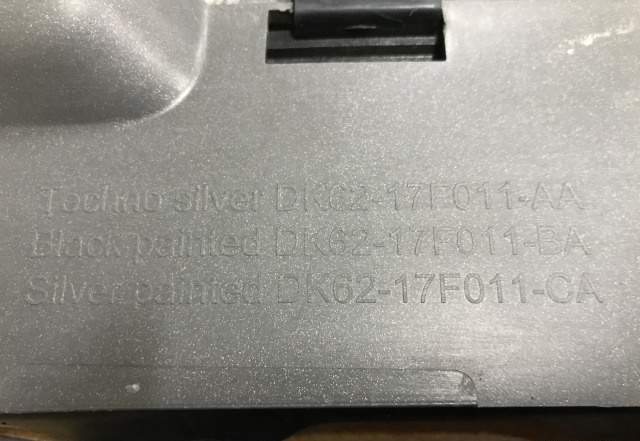 Techno silver DK62-17F011-AA
Black painted DK62-17F011-BA
Silver painted DK62-17F011-CA